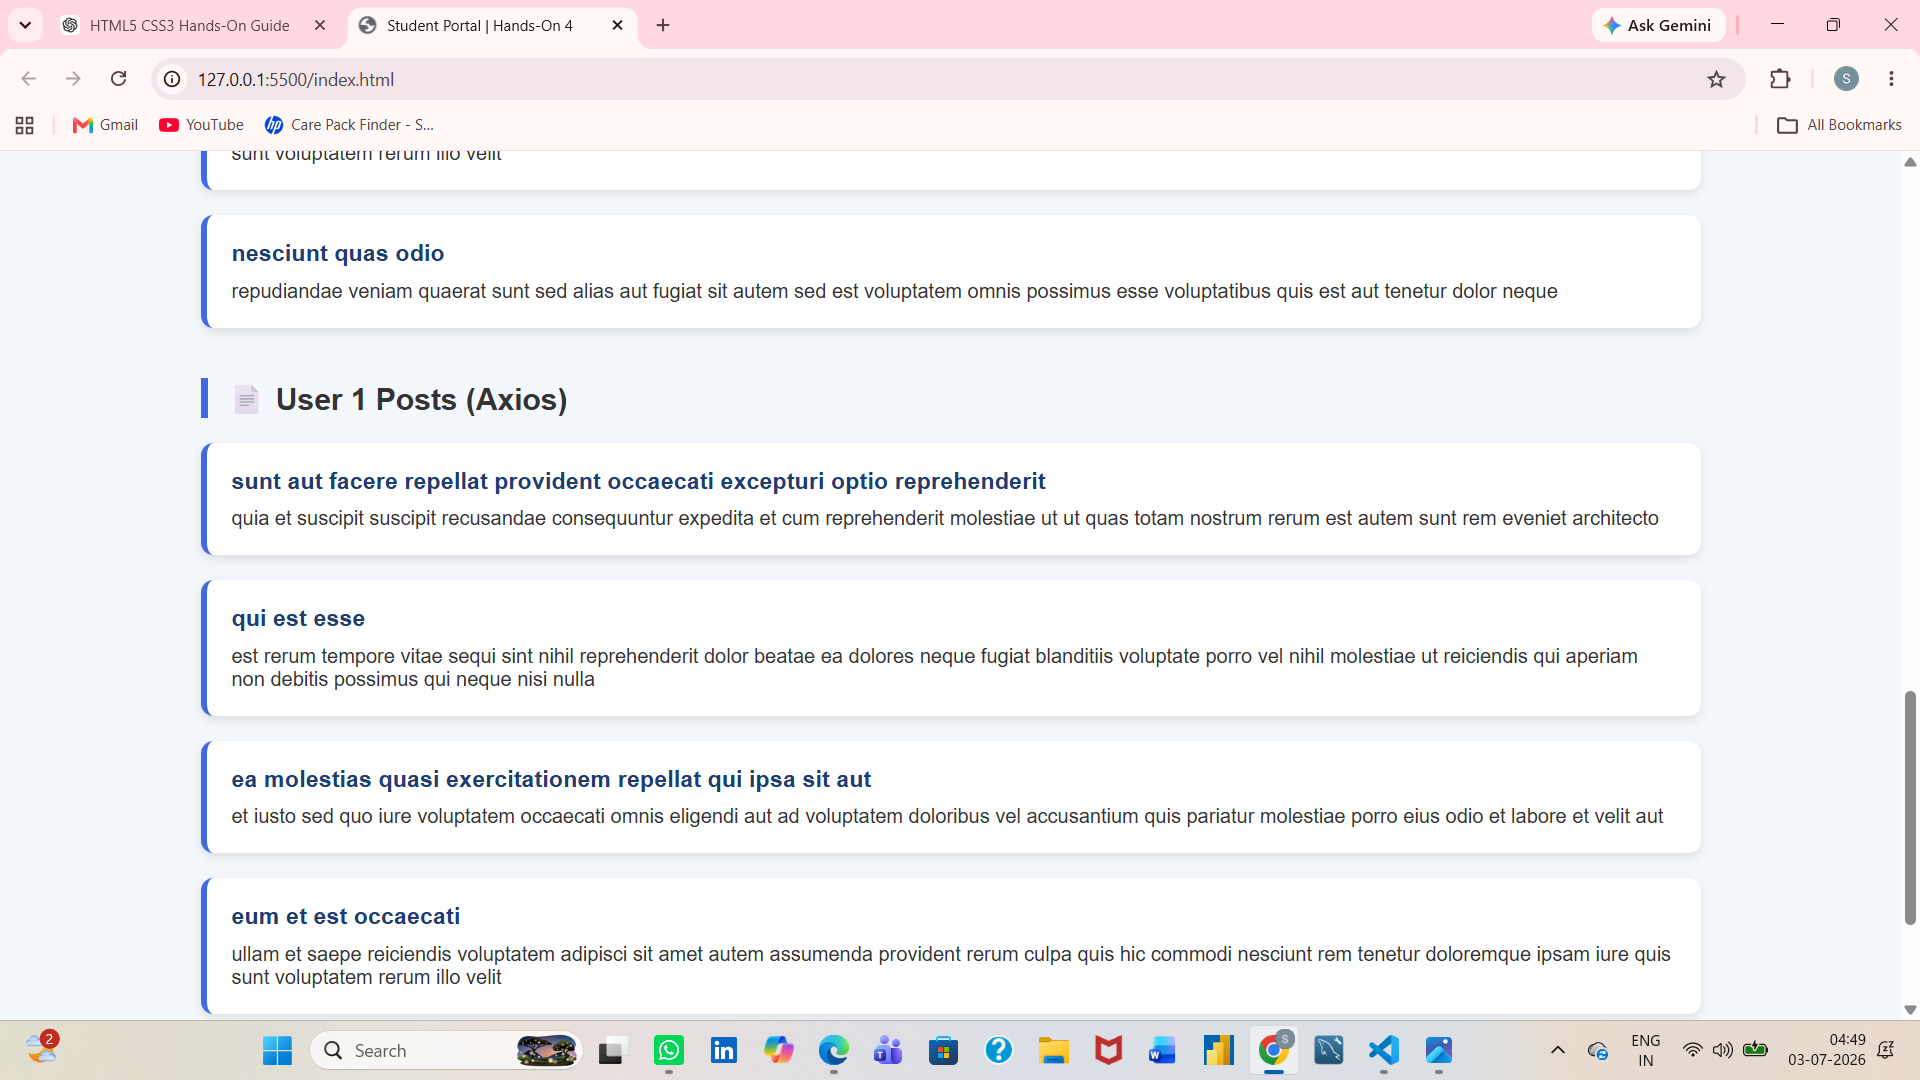 HTML5 CSS3 Hands-On Guide
Student Portal | Hands-On 4
Ask Gemini
127.0.0.1:5500/index.html
S
Gmail
YouTube
Care Pack Finder - S...
All Bookmarks
sunt voluptatem rerum illo velit
nesciunt quas odio
repudiandae veniam quaerat sunt sed alias aut fugiat sit autem sed est voluptatem omnis possimus esse voluptatibus quis est aut tenetur dolor neque
User 1 Posts (Axios)
sunt aut facere repellat provident occaecati excepturi optio reprehenderit
quia et suscipit suscipit recusandae consequuntur expedita et cum reprehenderit molestiae ut ut quas totam nostrum rerum est autem sunt rem eveniet architecto
qui est esse
est rerum tempore vitae sequi sint nihil reprehenderit dolor beatae ea dolores neque fugiat blanditiis voluptate porro vel nihil molestiae ut reiciendis qui aperiam
non debitis possimus qui neque nisi nulla
ea molestias quasi exercitationem repellat qui ipsa sit aut
et iusto sed quo iure voluptatem occaecati omnis eligendi aut ad voluptatem doloribus vel accusantium quis pariatur molestiae porro eius odio et labore et velit aut
eum et est occaecati
ullam et saepe reiciendis voluptatem adipisci sit amet autem assumenda provident rerum culpa quis hic commodi nesciunt rem tenetur doloremque ipsam iure quis
sunt voluptatem rerum illo velit
2
Search
ENG
IN
04:49
03-07-2026